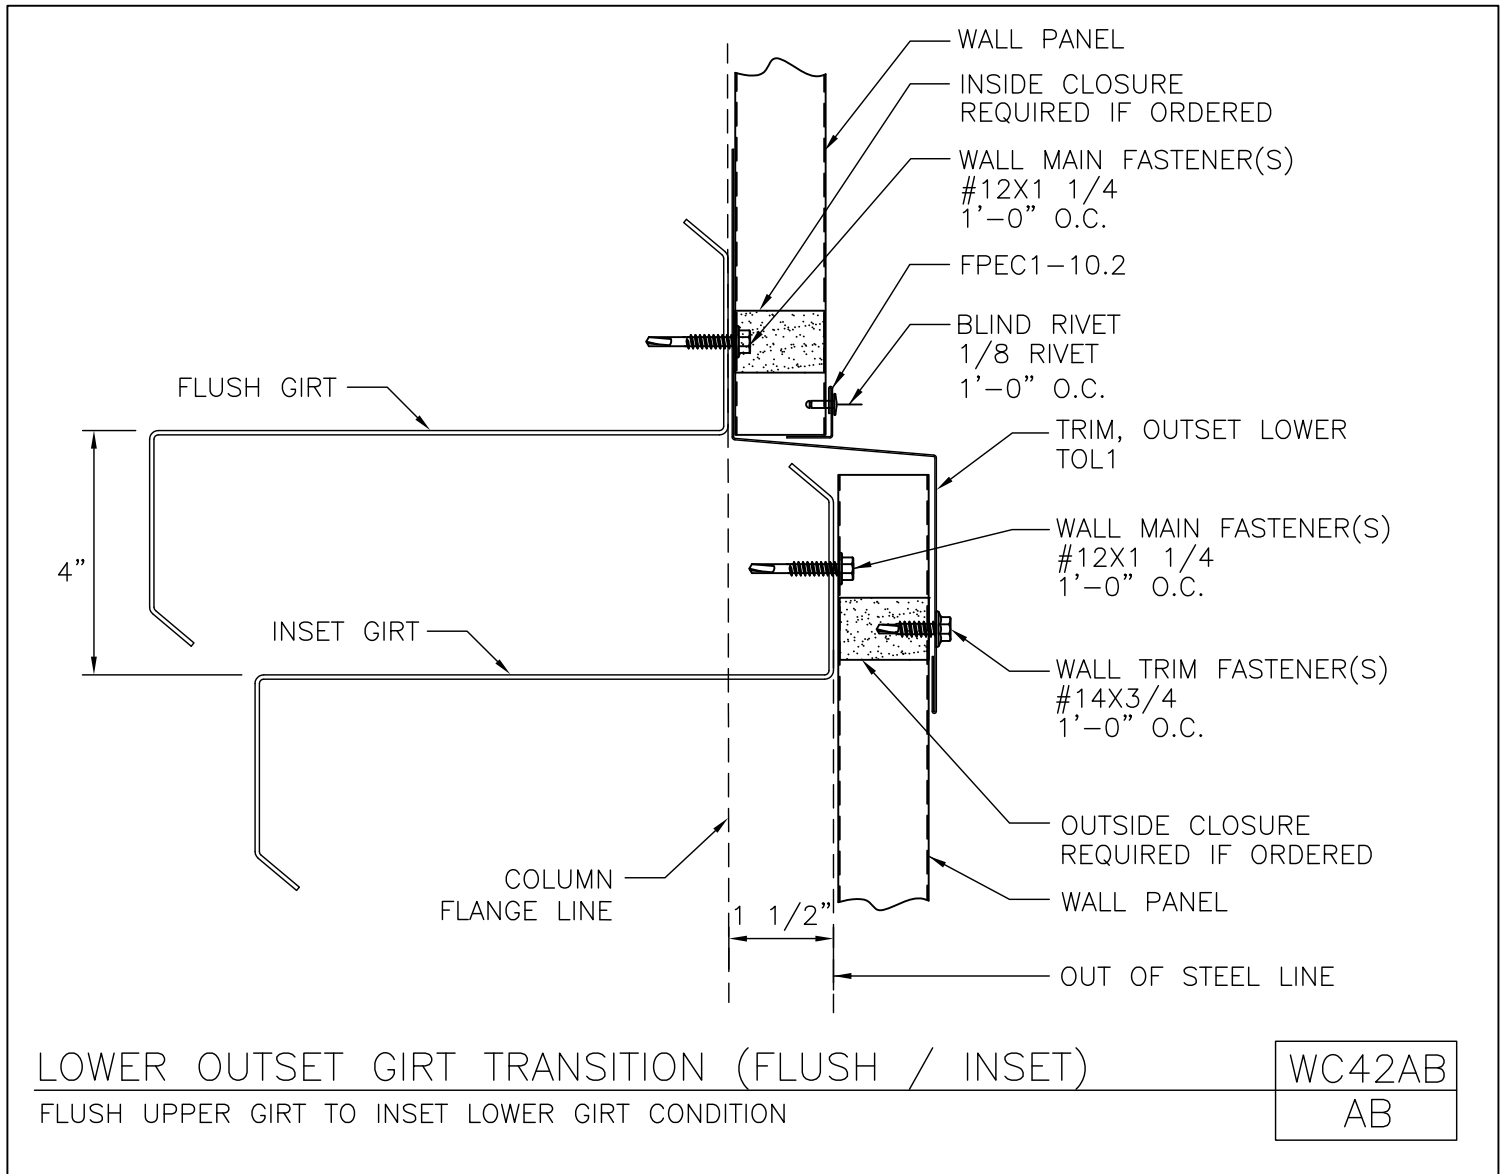 WALL PANEL
INSIDE CLOSURE
REQUIRED IF ORDERED
WALL MAIN FASTENER(S)
#12X1 1/4
1'-0" O.C.
FPEC1-10.2
BLIND RIVET
1/8 RIVET
1'-0" O.C.
FLUSH GIRT
TRIM, OUTSET LOWER
TOL1
WALL MAIN FASTENER(S)
#12X1 1/4
1'-0" O.C.
4"
INSET GIRT
WALL TRIM FASTENER(S)
#14X3/4
1'-0" O.C.
OUTSIDE CLOSURE
REQUIRED IF ORDERED
COLUMN
FLANGE LINE
WALL PANEL
1 1/2"
OUT OF STEEL LINE
LOWER OUTSET GIRT TRANSITION (FLUSH / INSET)
WC42AB
FLUSH UPPER GIRT TO INSET LOWER GIRT CONDITION
AB